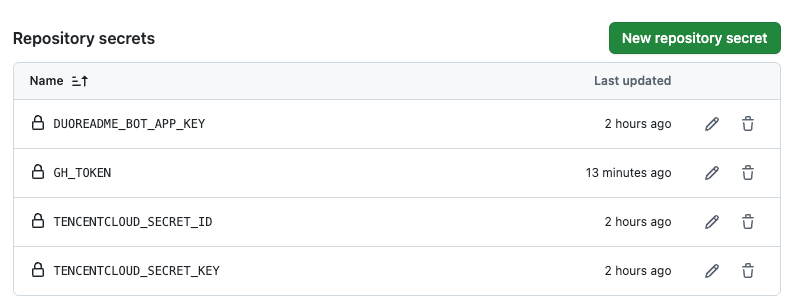 Repository secrets
New repository secret
Name
Last updated
DUOREADME_BOT_APP_KEY
2 hours ago
GH_TOKEN
13 minutes ago
TENCENTCLOUD_SECRET_ID
2 hours ago
TENCENTCLOUD_SECRET_KEY
2 hours ago